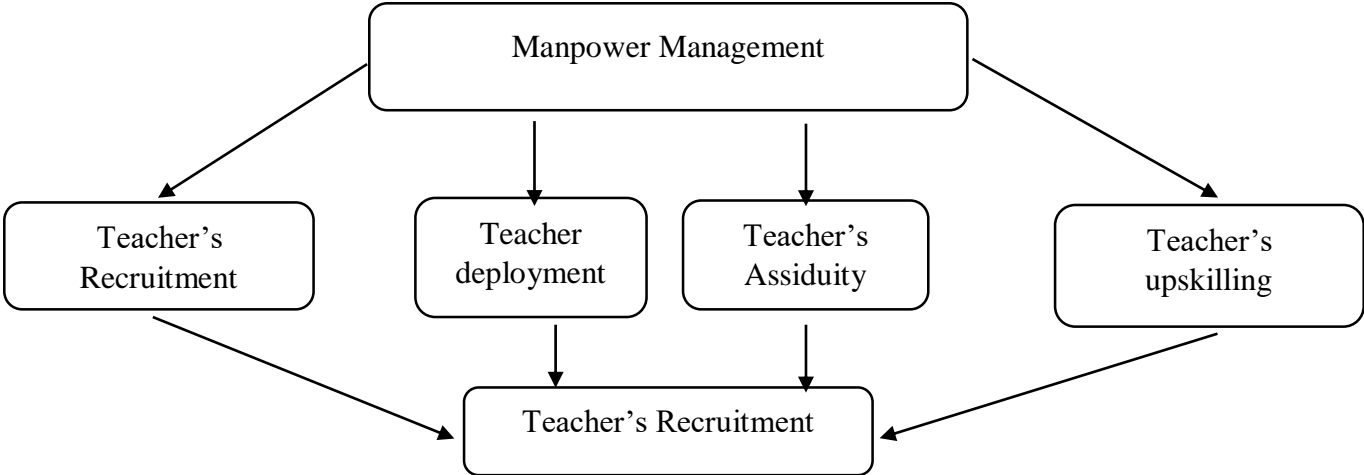 Manpower Management
Teacher’s
Recruitment
Teacher
deployment
Teacher’s
Assiduity
Teacher’s
upskilling
Teacher’s Recruitment